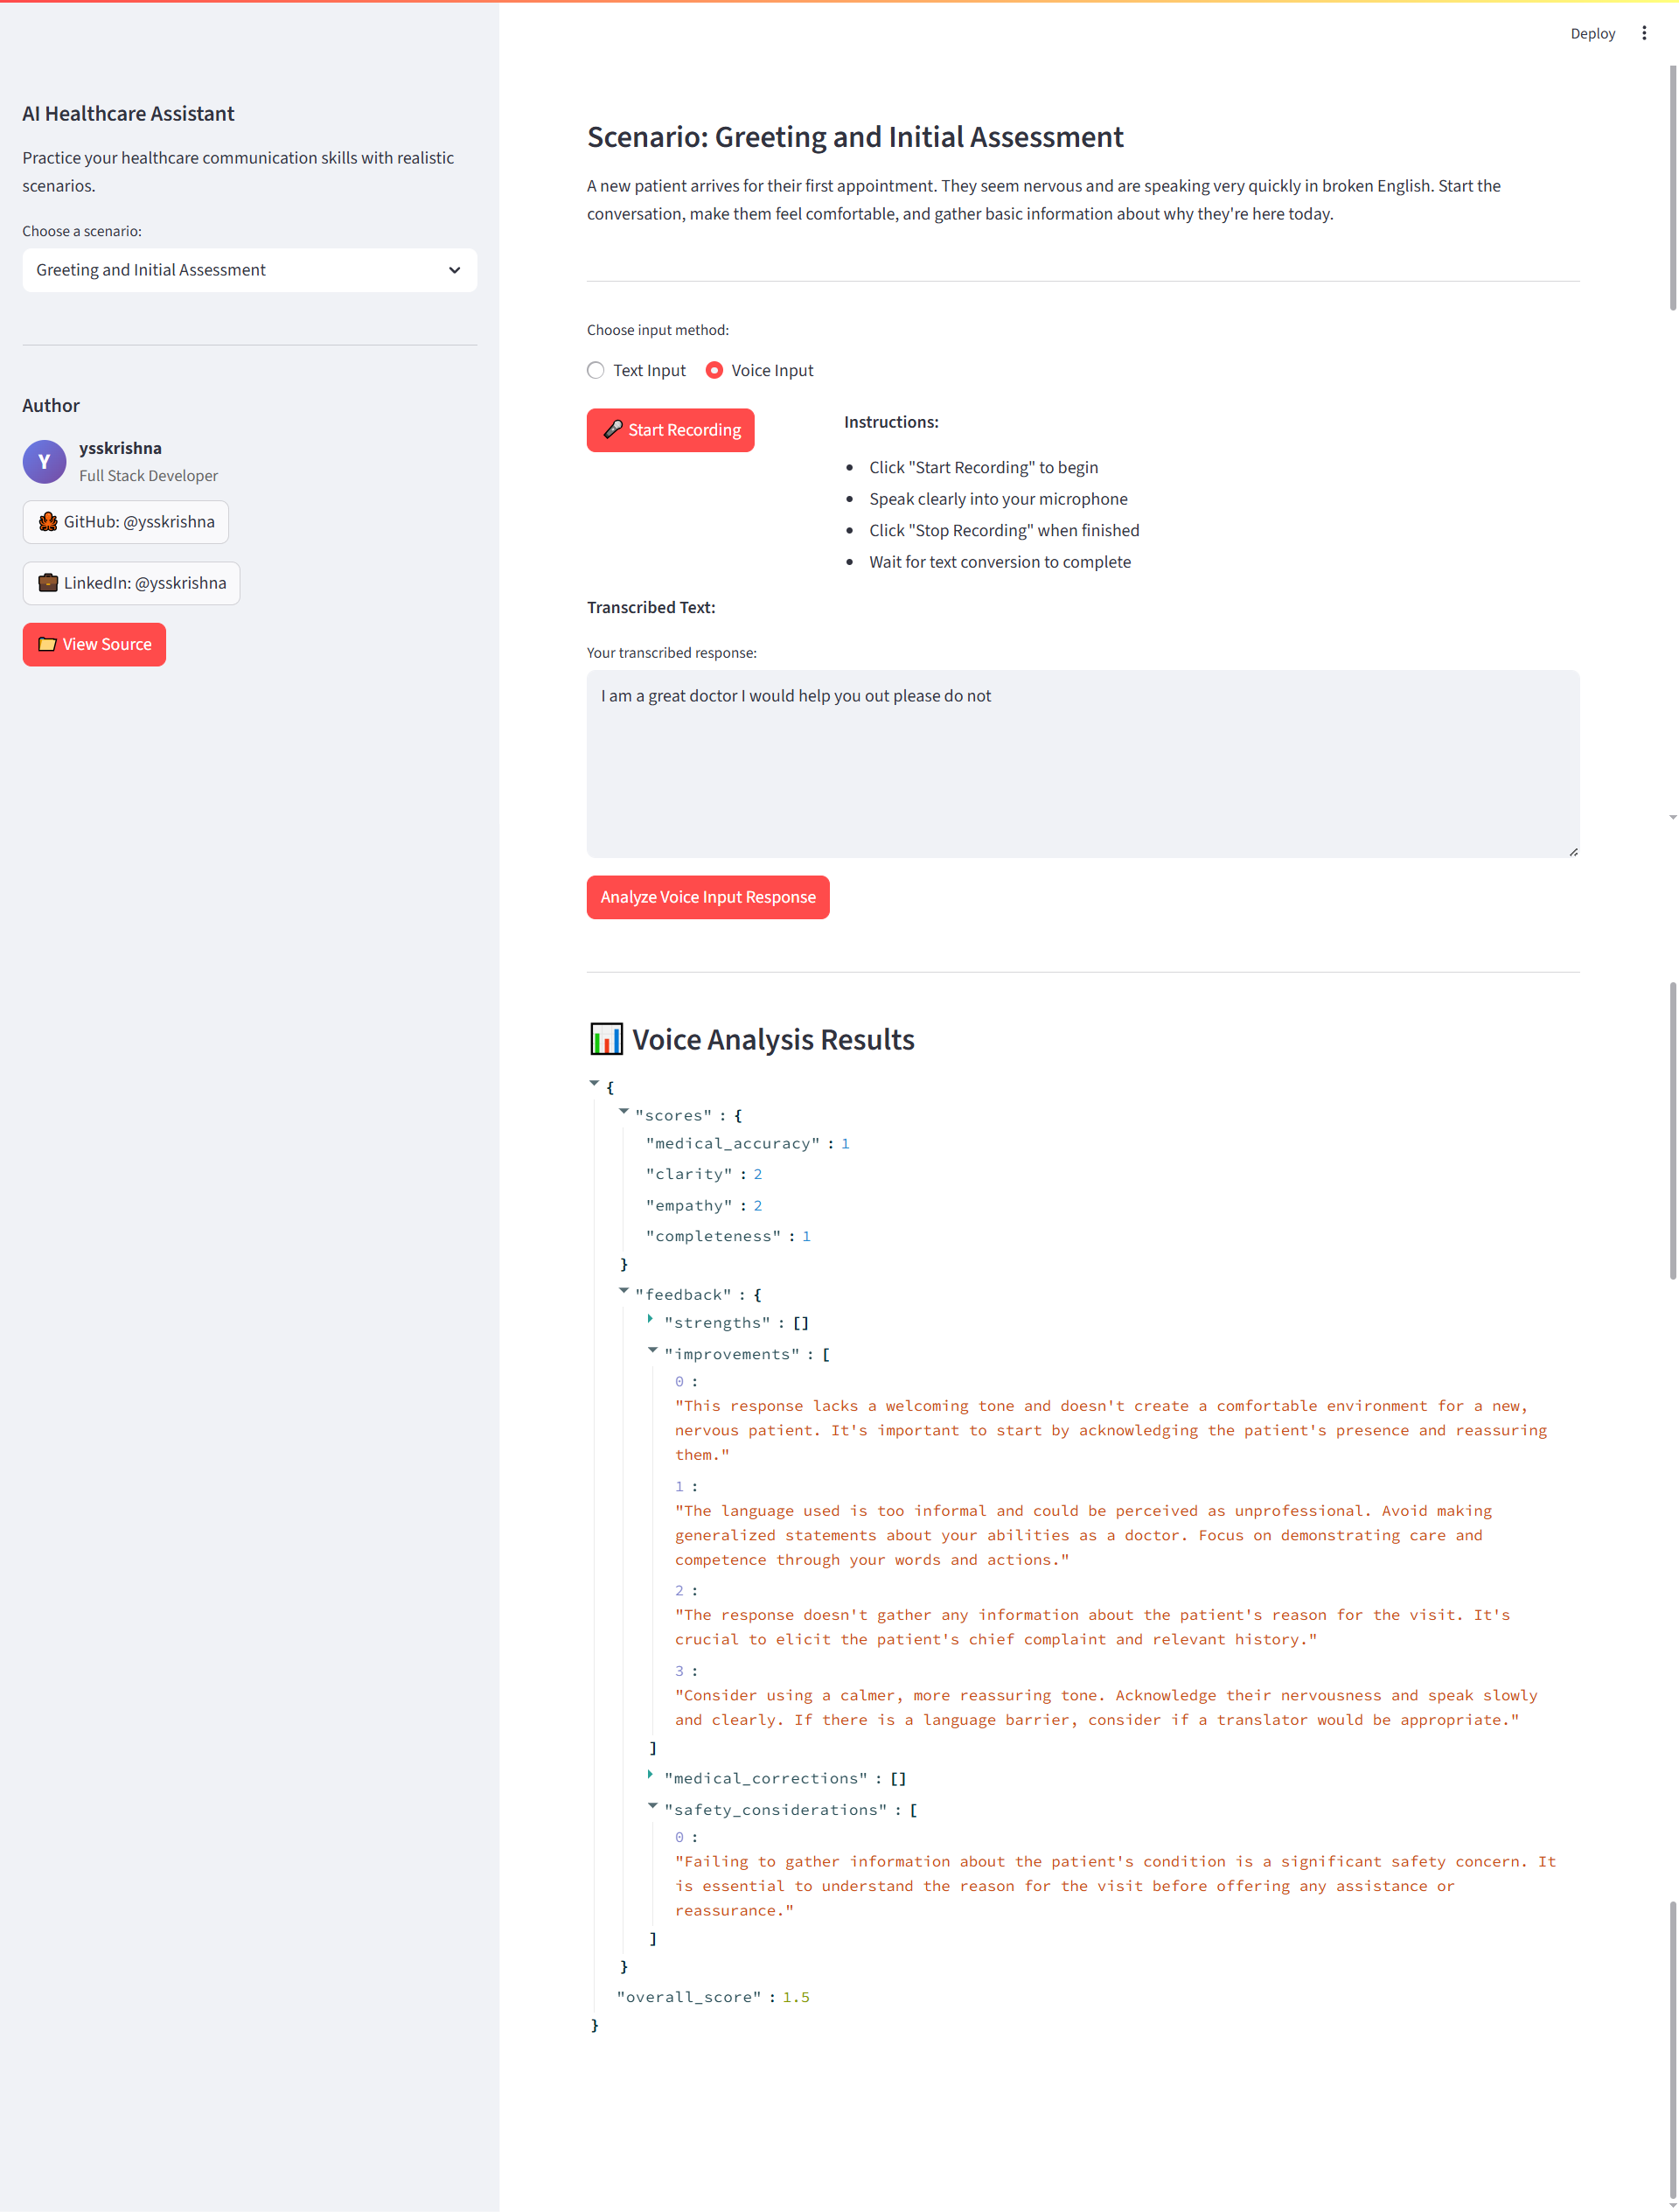 Deploy
AI Healthcare Assistant
Practice your healthcare communication skills with realistic
scenarios.
Choose a scenario:
Greeting and Initial Assessment
Author
Y
ysskrishna
Full Stack Developer
GitHub: @ysskrishna
LinkedIn: @ysskrishna
View Source
Scenario: Greeting and Initial Assessment
A new patient arrives for their first appointment. They seem nervous and are speaking very quickly in broken English. Start the
conversation, make them feel comfortable, and gather basic information about why they're here today.
Choose input method:
Text Input
Voice Input
Start Recording
Instructions:
Click "Start Recording" to begin
Speak clearly into your microphone
Click "Stop Recording" when finished
Wait for text conversion to complete
Transcribed Text:
Your transcribed response:
I am a great doctor I would help you out please do not
Analyze Voice Input Response
Voice Analysis Results
{
"scores" : {
"medical_accuracy" : 1
"clarity" : 2
"empathy" : 2
"completeness" : 1
}
"feedback" : {
"strengths" : []
"improvements" : [
0 :
"This response lacks a welcoming tone and doesn't create a comfortable environment for a new,
nervous patient. It's important to start by acknowledging the patient's presence and reassuring
them."
1 :
"The language used is too informal and could be perceived as unprofessional. Avoid making
generalized statements about your abilities as a doctor. Focus on demonstrating care and
competence through your words and actions."
2 :
"The response doesn't gather any information about the patient's reason for the visit. It's
crucial to elicit the patient's chief complaint and relevant history."
3 :
"Consider using a calmer, more reassuring tone. Acknowledge their nervousness and speak slowly
and clearly. If there is a language barrier, consider if a translator would be appropriate."
]
"medical_corrections" : []
"safety_considerations" : [
0 :
"Failing to gather information about the patient's condition is a significant safety concern. It
is essential to understand the reason for the visit before offering any assistance or
reassurance."
]
}
"overall_score" : 1.5
}